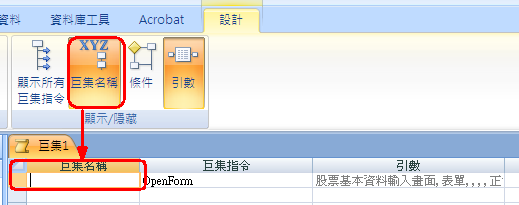 資料 資料庫工具 Acrobat 設計
XYZ
顯示所有 巨集名稱 條件 引數
巨集指令
顯示/隱藏
巨集1
巨集名稱 巨集指令 引數
OpenForm 股票基本資料輸入畫面, 表單, , , , 正